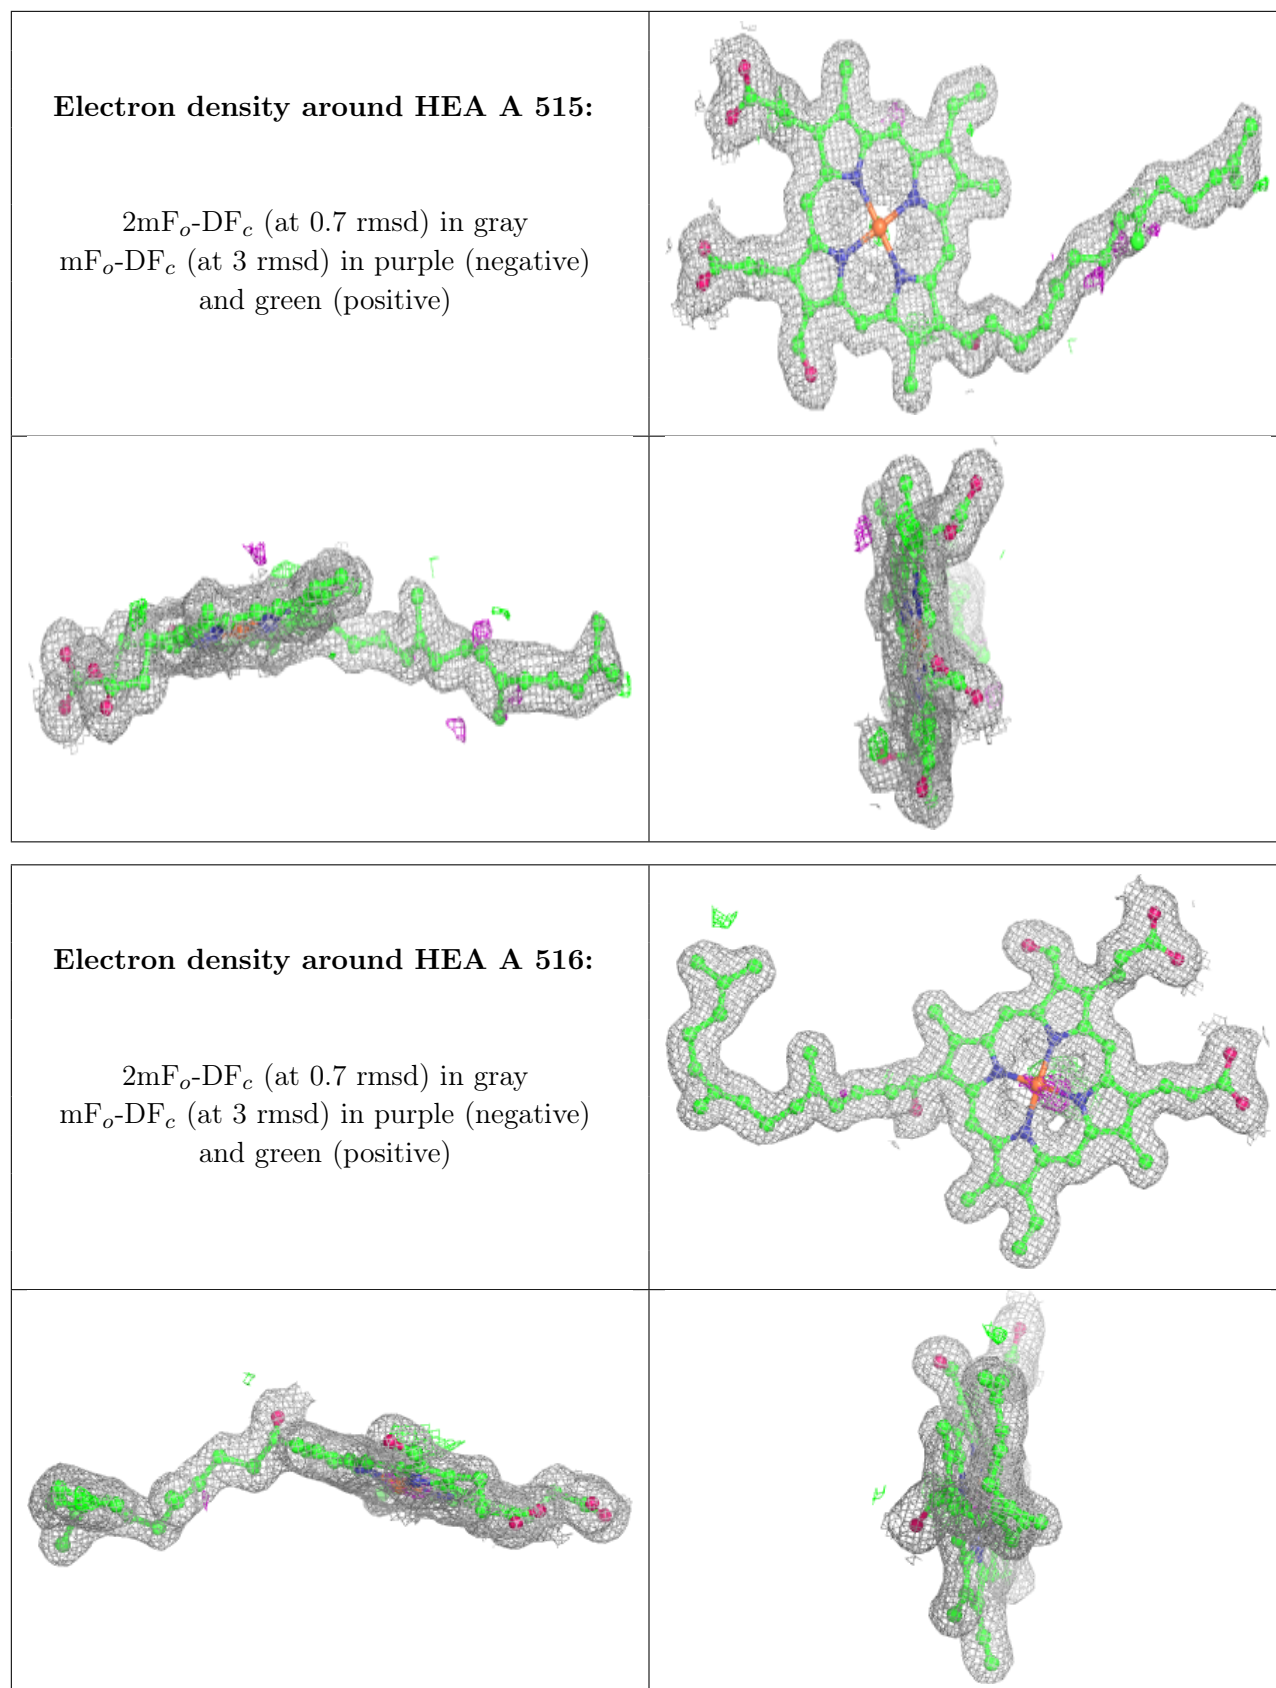 Electron density around HEA A 515:
2mFₒ-DF𝒸 (at 0.7 rmsd) in gray
mFₒ-DF𝒸 (at 3 rmsd) in purple (negative)
and green (positive)
Electron density around HEA A 516:
2mFₒ-DF𝒸 (at 0.7 rmsd) in gray
mFₒ-DF𝒸 (at 3 rmsd) in purple (negative)
and green (positive)